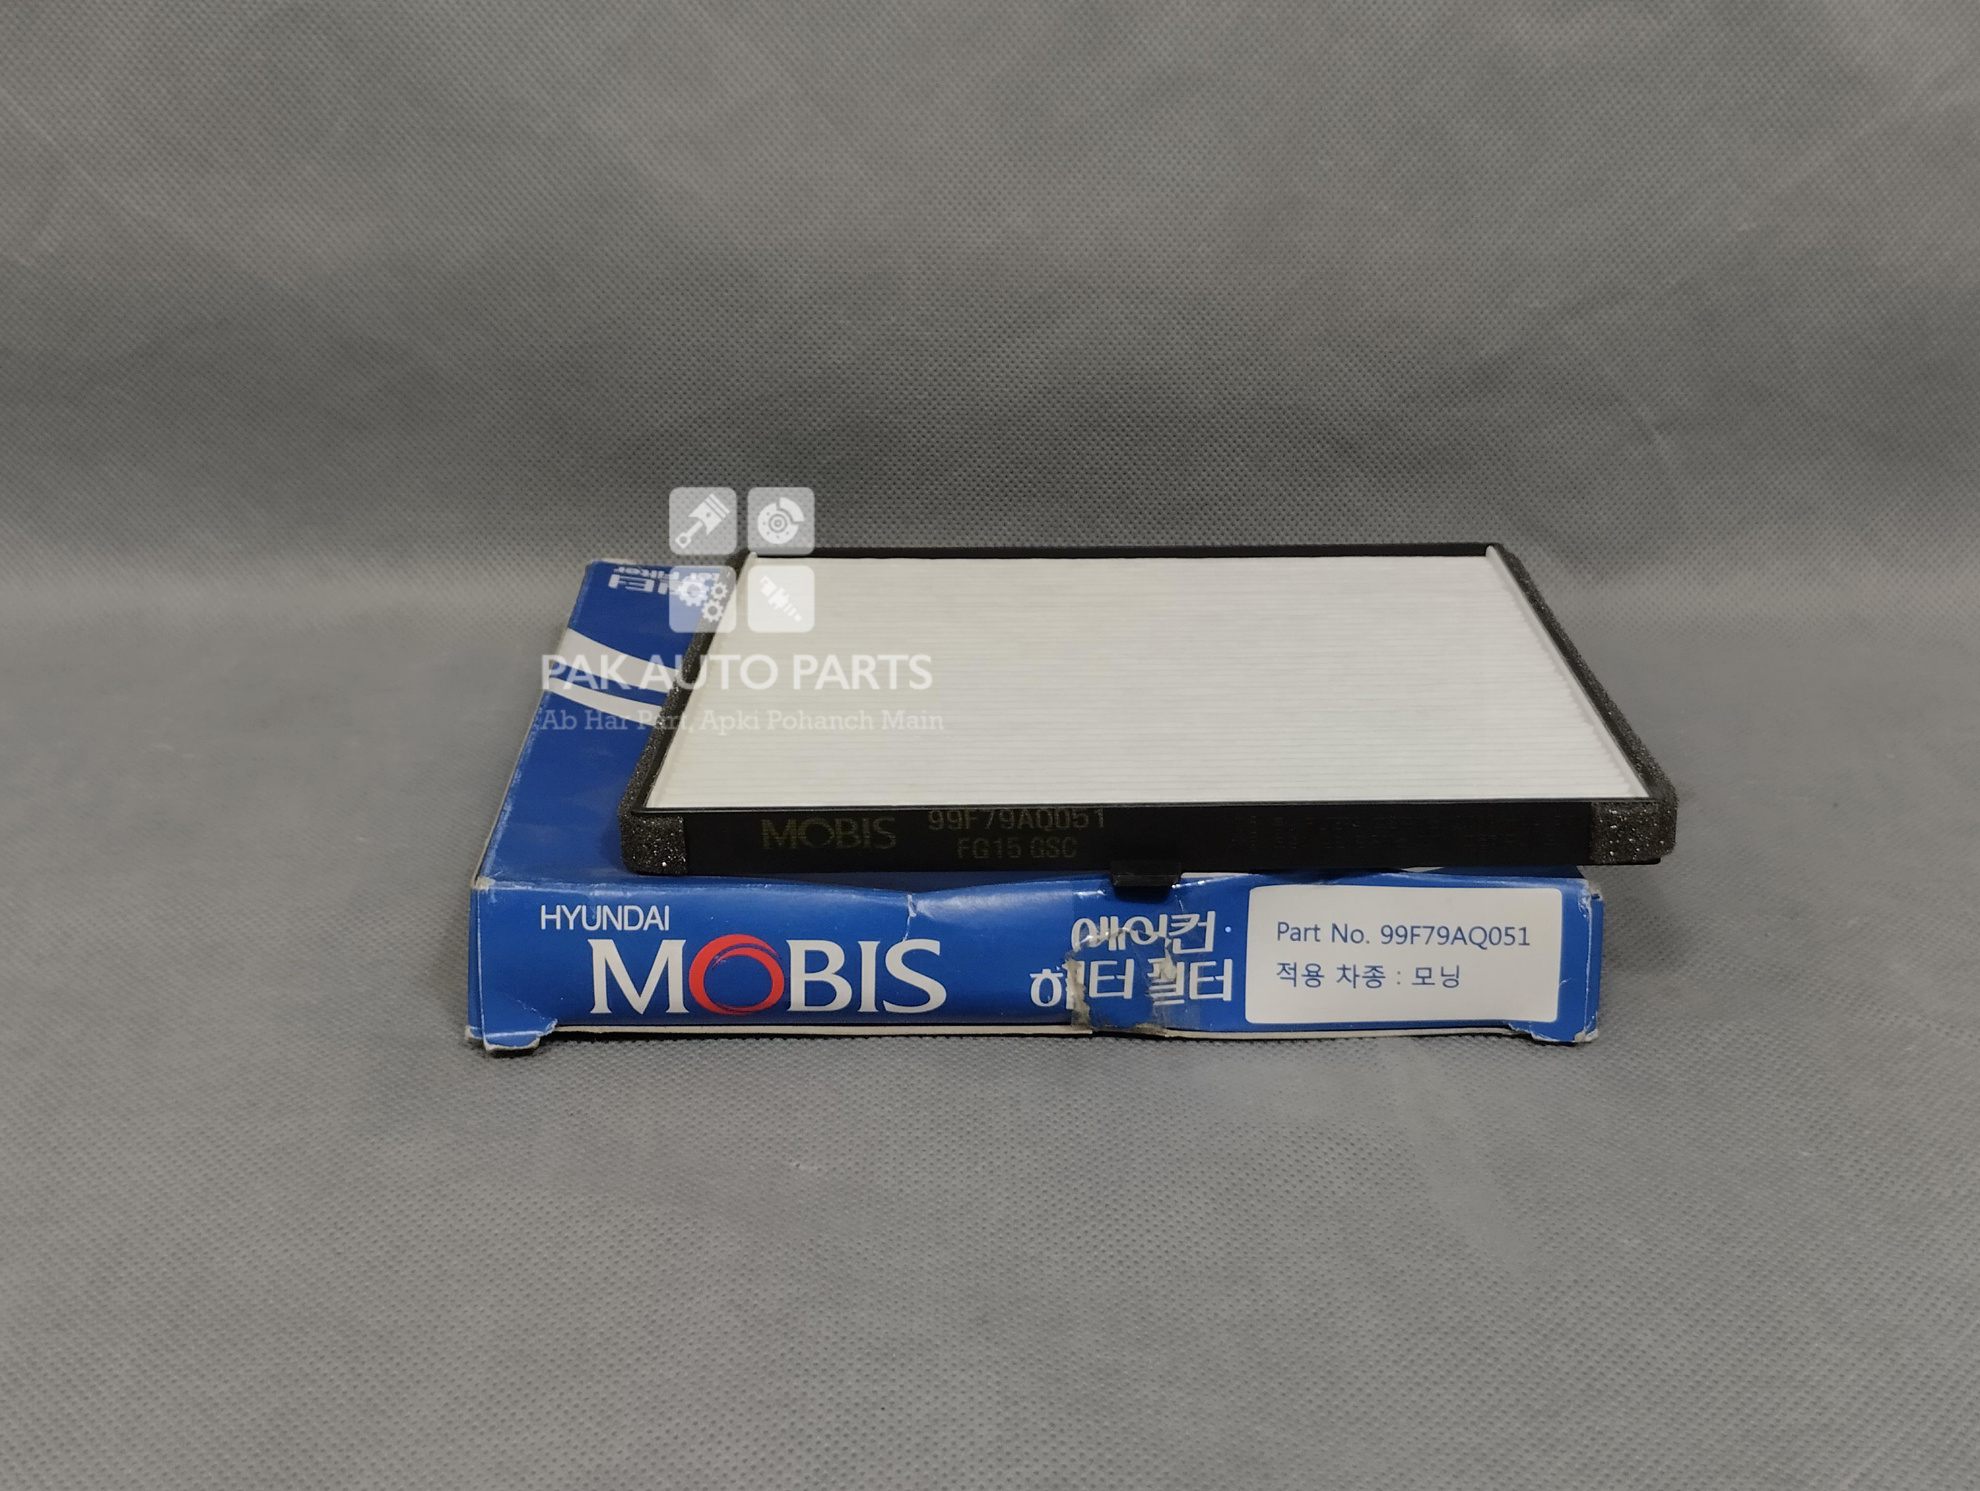 PAK AUTO PARTS
Ab Har Part, Apki Pohanch Main
MOBIS 99F79AQ051
FG15 GSC
HYUNDAI
MOBIS
에어컨·
히터 필터
Part No. 99F79AQ051
적용 차종 : 모닝